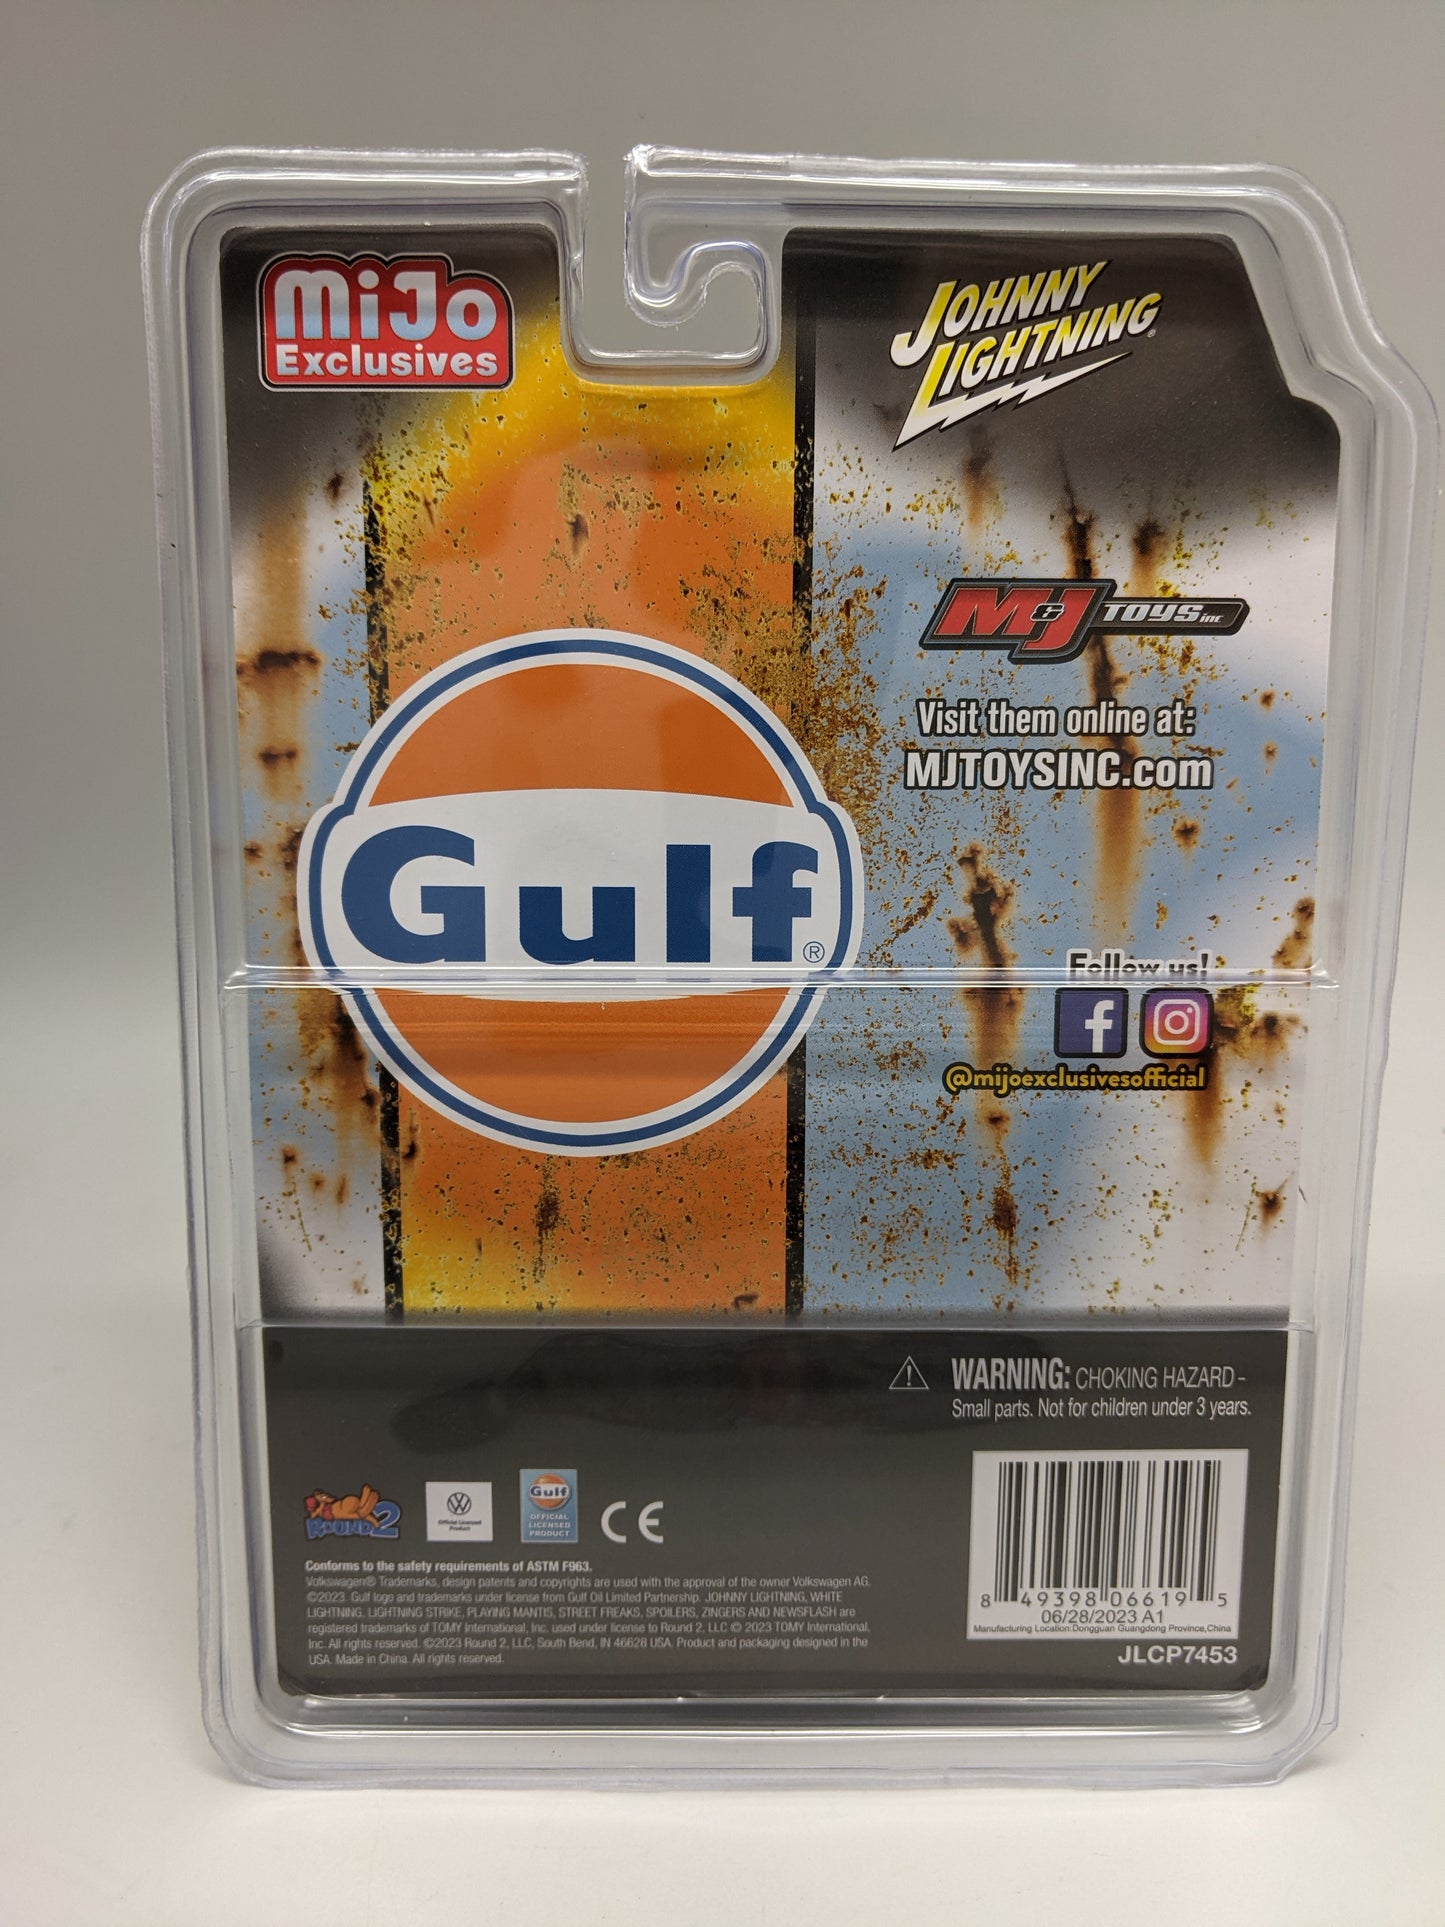 MiJo
Exclusives
JOHNNY
LIGHTNING®
M&J TOYS inc
Visit them online at:
MJTOYSINC.com
Gulf®
Follow us!
f
@mijoexclusivesofficial
WARNING: CHOKING HAZARD –
Small parts. Not for children under 3 years.
ROUND 2
Official Licensed
Product
Gulf
OFFICIAL
LICENSED
PRODUCT
CE
Conforms to the safety requirements of ASTM F963.
Volkswagen® Trademarks, design patents and copyrights are used with the approval of the owner Volkswagen AG.
©2023. Gulf logo and trademarks under license from Gulf Oil Limited Partnership. JOHNNY LIGHTNING, WHITE
LIGHTNING, LIGHTNING STRIKE, PLAYING MANTIS, STREET FREAKS, SPOILERS, ZINGERS AND NEWSFLASH are
registered trademarks of TOMY International, Inc. used under license to Round 2, LLC © 2023 TOMY International,
Inc. All rights reserved. ©2023 Round 2, LLC, South Bend, IN 46628 USA. Product and packaging designed in the
USA. Made in China. All rights reserved.
8 49398 06619 5
06/28/2023 A1
Manufacturing Location:Dongguan Guangdong Province,China
JLCP7453